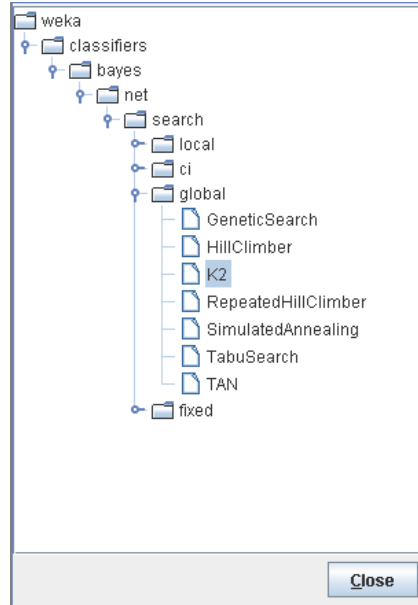 weka
classifiers
bayes
net
search
local
ci
global
GeneticSearch
HillClimber
K2
RepeatedHillClimber
SimulatedAnnealing
TabuSearch
TAN
fixed
Close